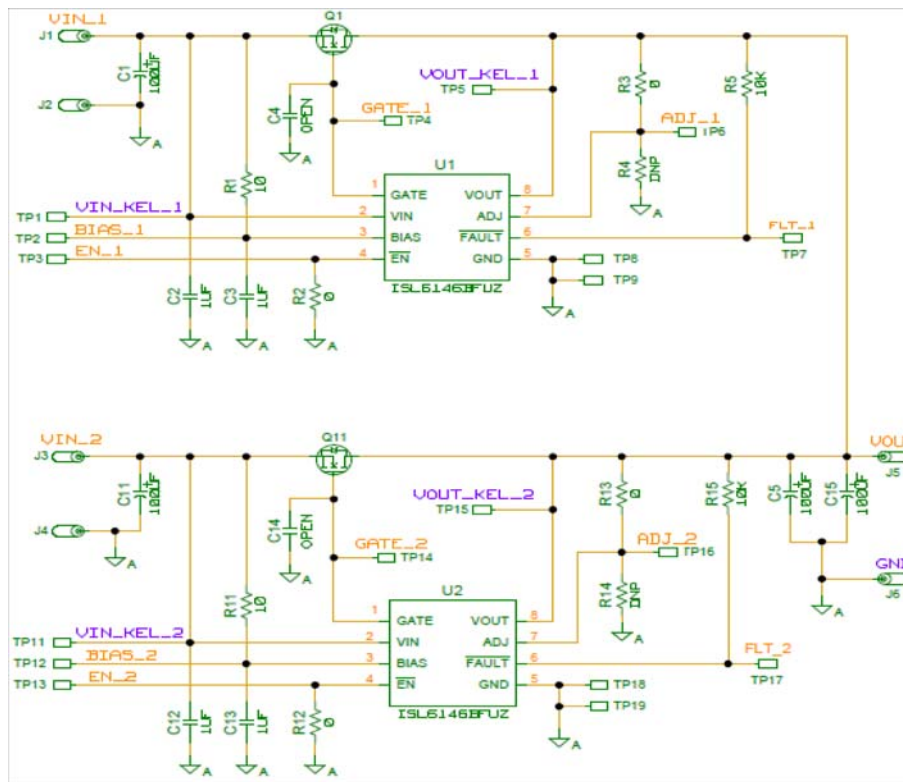 VIN_1
Q1
J1
C1
100UF
J2
A
C4
OPEN
A
VOUT_KEL_1
TP5
GATE_1
TP4
R3
0
R5
10K
ADJ_1
TP6
R4
DNP
A
R1
10
U1
1 GATE VOUT 8
2 VIN ADJ 7
3 BIAS FAULT 6
4 EN GND 5
ISL6146BFUZ
TP1 VIN_KEL_1
TP2 BIAS_1
TP3 EN_1
FLT_1
TP7
TP8
TP9
A
C2
1UF
C3
1UF
R2
0
A
A
A
VIN_2
Q11
J3
C11
100UF
J4
A
C14
OPEN
A
VOUT_KEL_2
TP15
GATE_2
TP14
R13
0
R15
10K
C5
100UF
C15
100UF
VOU
J5
ADJ_2
TP16
R14
DNP
A
A
GND
J6
R11
10
U2
1 GATE VOUT 8
2 VIN ADJ 7
3 BIAS FAULT 6
4 EN GND 5
ISL6146BFUZ
TP11 VIN_KEL_2
TP12 BIAS_2
TP13 EN_2
FLT_2
TP17
TP18
TP19
A
C12
1UF
C13
1UF
R12
0
A
A
A